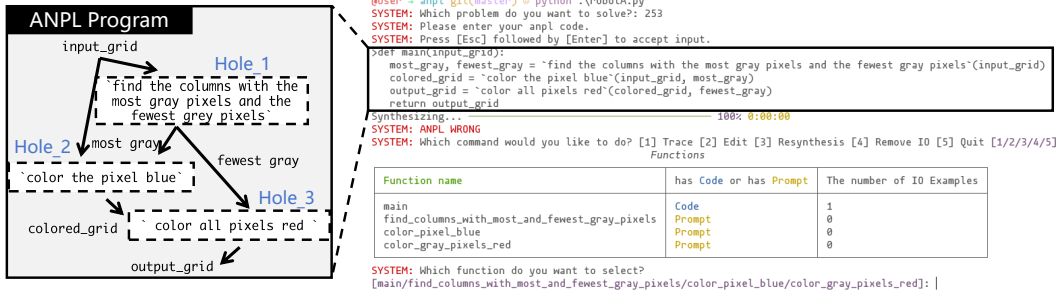 ANPL Program
input_grid
Hole_1
`find the columns with the
most gray pixels and the
fewest grey pixels`
Hole_2
most gray
fewest gray
`color the pixel blue`
Hole_3
colored_grid
` color all pixels red `
output_grid
@user → anpl git(master) python .\robotA.py
SYSTEM: Which problem do you want to solve?: 253
SYSTEM: Please enter your anpl code.
SYSTEM: Press [Esc] followed by [Enter] to accept input.
>def main(input_grid):
most_gray, fewest_gray = `find the columns with the most gray pixels and the fewest gray pixels`(input_grid)
colored_grid = `color the pixel blue`(input_grid, most_gray)
output_grid = `color all pixels red`(colored_grid, fewest_gray)
return output_grid
Synthesizing... 100% 0:00:00
SYSTEM: ANPL WRONG
SYSTEM: Which command would you like to do? [1] Trace [2] Edit [3] Resynthesis [4] Remove IO [5] Quit [1/2/3/4/5]
Functions
Function name has Code or has Prompt The number of IO Examples
main Code 1
find_columns_with_most_and_fewest_gray_pixels Prompt 0
color_pixel_blue Prompt 0
color_gray_pixels_red Prompt 0
SYSTEM: Which function do you want to select?
[main/find_columns_with_most_and_fewest_gray_pixels/color_pixel_blue/color_gray_pixels_red]: